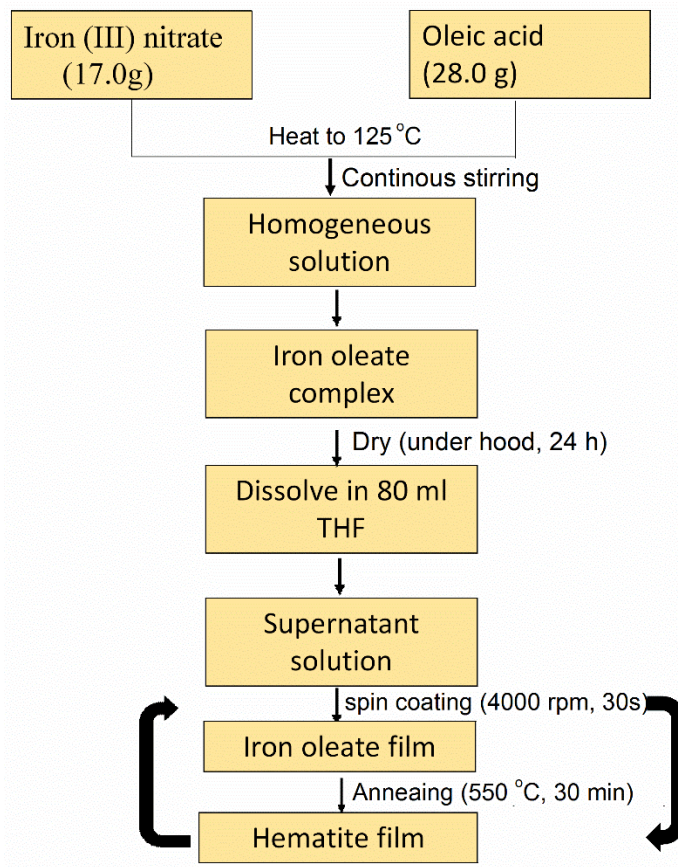 Iron (III) nitrate
(17.0g)
Oleic acid
(28.0 g)
Heat to 125 °C
Continous stirring
Homogeneous
solution
Iron oleate
complex
Dry (under hood, 24 h)
Dissolve in 80 ml
THF
Supernatant
solution
spin coating (4000 rpm, 30s)
Iron oleate film
Anneaing (550 °C, 30 min)
Hematite film